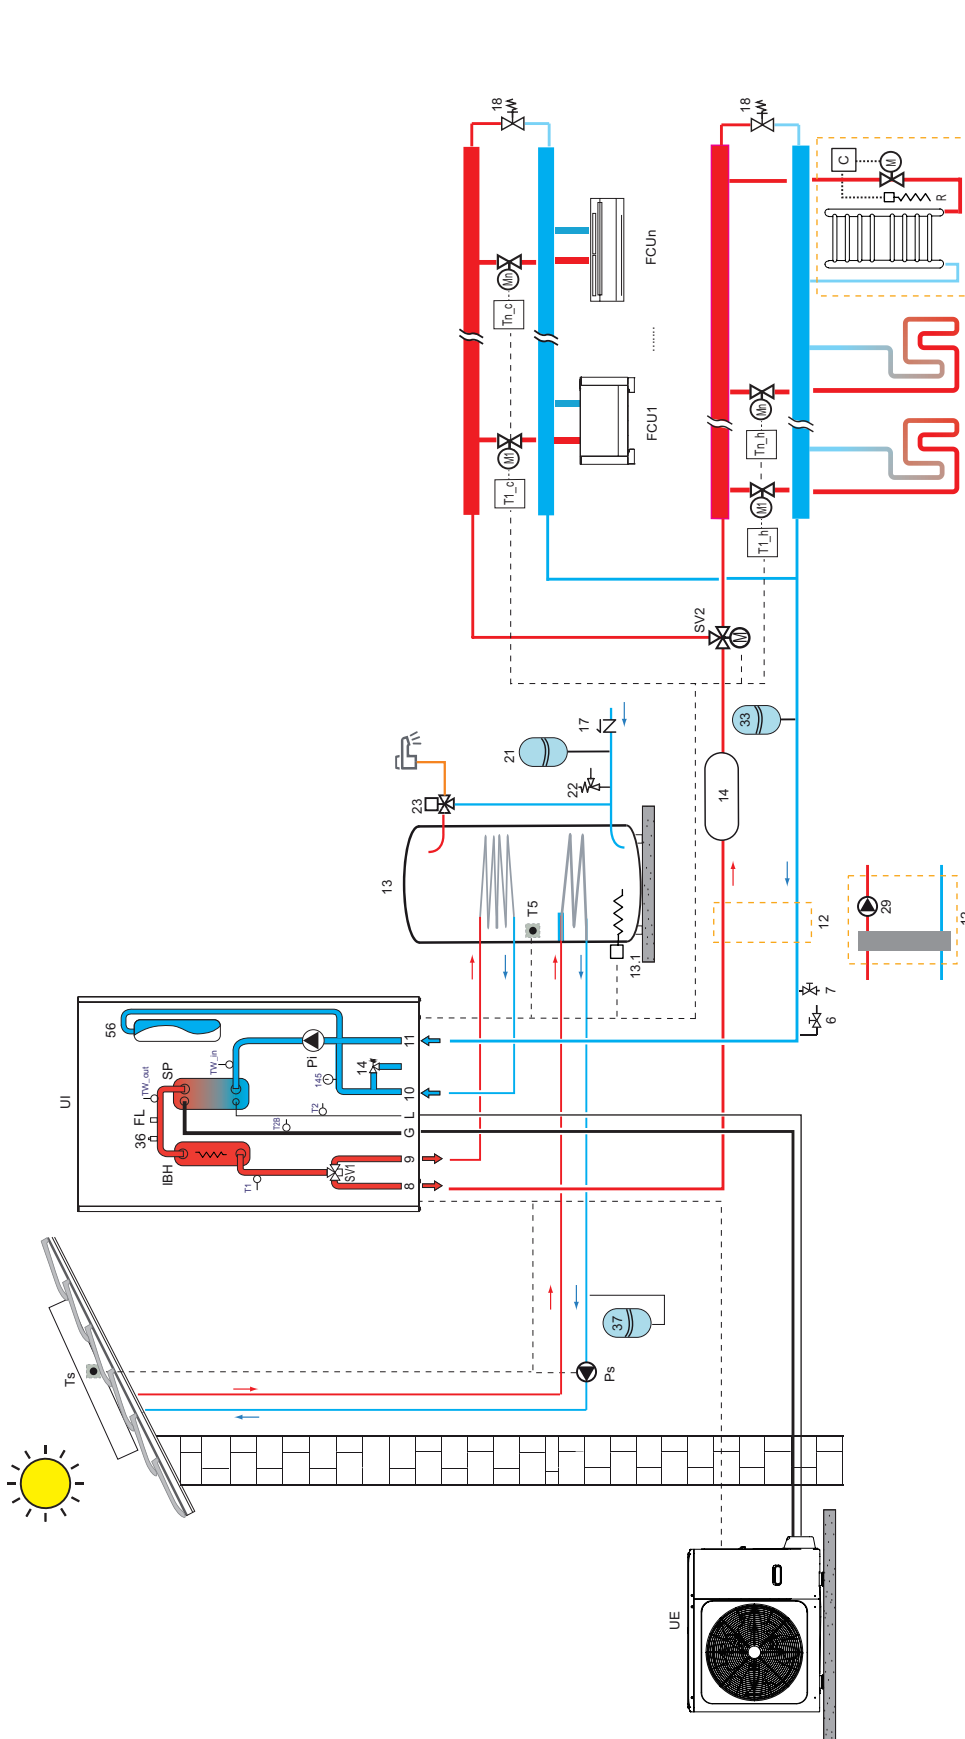 18
18
C
M
R
FCUn
Mn
Tn_c
FCU1
M1
T1_c
Mn
Tn_h
M1
T1_h
SV2
M
33
17
21
22
23
14
13
T5
13.1
12
29
12
7
6
UI
56
TW_in
Pi
14
11
SP
TW_out
145
10
T2
L
FL
36
T2B
G
IBH
SV1
9
T1
8
37
Ts
Ps
UE